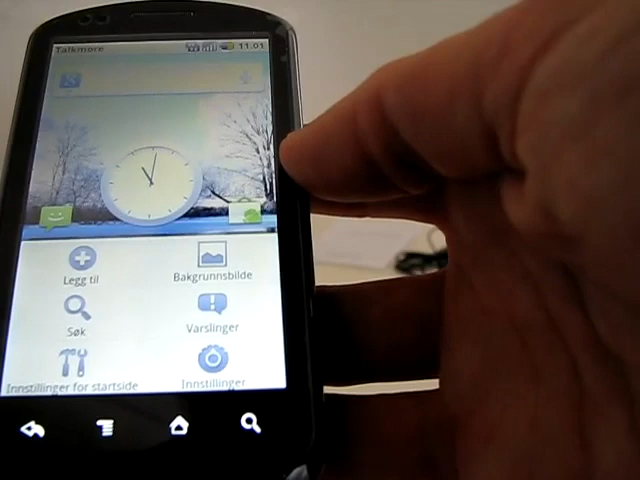 Talkmore 11.01
Legg til Bakgrunnsbilde
Søk Varslinger
Innstillinger for startside Innstillinger